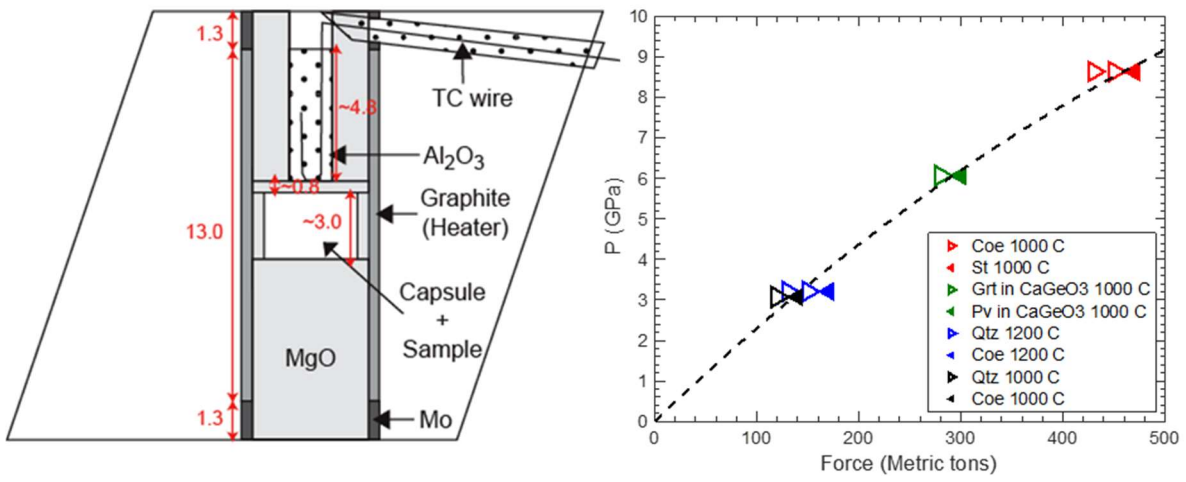 1.3
TC wire
~4.8
Al2O3
~0.8
Graphite
(Heater)
~3.0
13.0
Capsule
+
Sample
MgO
1.3
Mo
10
9
8
7
6
5
4
3
2
1
0
P (GPa)
Coe 1000 C
St 1000 C
Grt in CaGeO3 1000 C
Pv in CaGeO3 1000 C
Qtz 1200 C
Coe 1200 C
Qtz 1000 C
Coe 1000 C
0 100 200 300 400 500
Force (Metric tons)